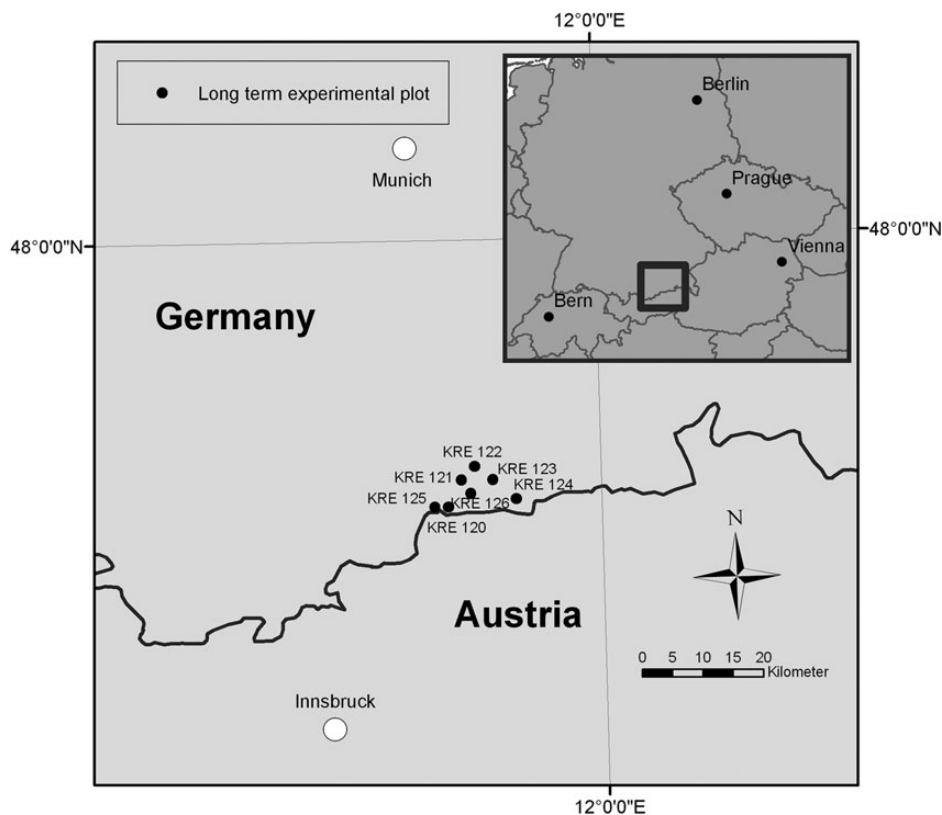 12°0'0"E
Long term experimental plot
Munich
Berlin
Prague
Vienna
Bern
48°0'0"N
48°0'0"N
Germany
KRE 122
KRE 121
KRE 123
KRE 124
KRE 125
KRE 126
KRE 120
N
Austria
0 5 10 15 20
Kilometer
Innsbruck
12°0'0"E